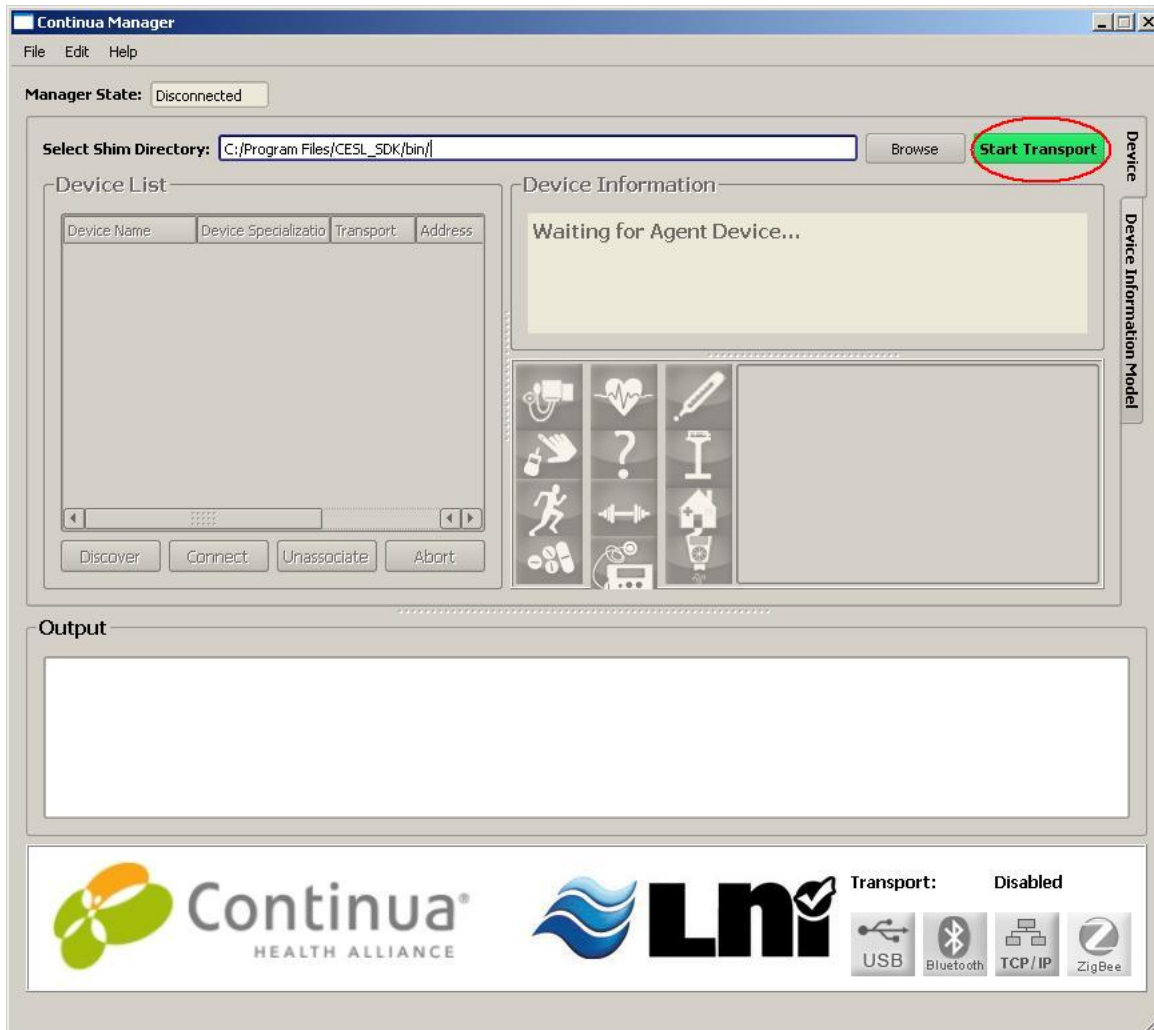 Continua Manager
File Edit Help
Manager State: Disconnected
Select Shim Directory: C:/Program Files/CESL_SDK/bin/ Browse Start Transport
Device
Device Information Model
Device List
Device Name Device Specializatio Transport Address
Discover Connect Unassociate Abort
Device Information
Waiting for Agent Device...
?
Output
Continua®
HEALTH ALLIANCE
LNI
Transport: Disabled
USB Bluetooth TCP/IP ZigBee